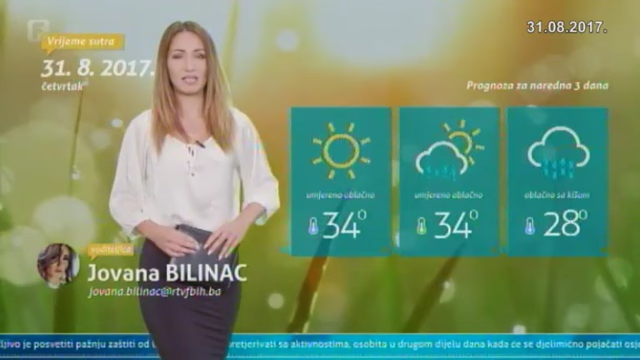 31.08.2017.
Vrijeme sutra
31. 8. 2017.
četvrtak
Prognoza za naredna 3 dana
umjereno oblačno
umjereno oblačno
oblačno sa kišom
34°
34°
28°
voditeljica
Jovana BILINAC
jovana.bilinac@rtvfbih.ba
je posvetiti pažnju zaštiti od
sa aktivnostima, osobito u drugom dijelu dana kada će se djelimično pojačati